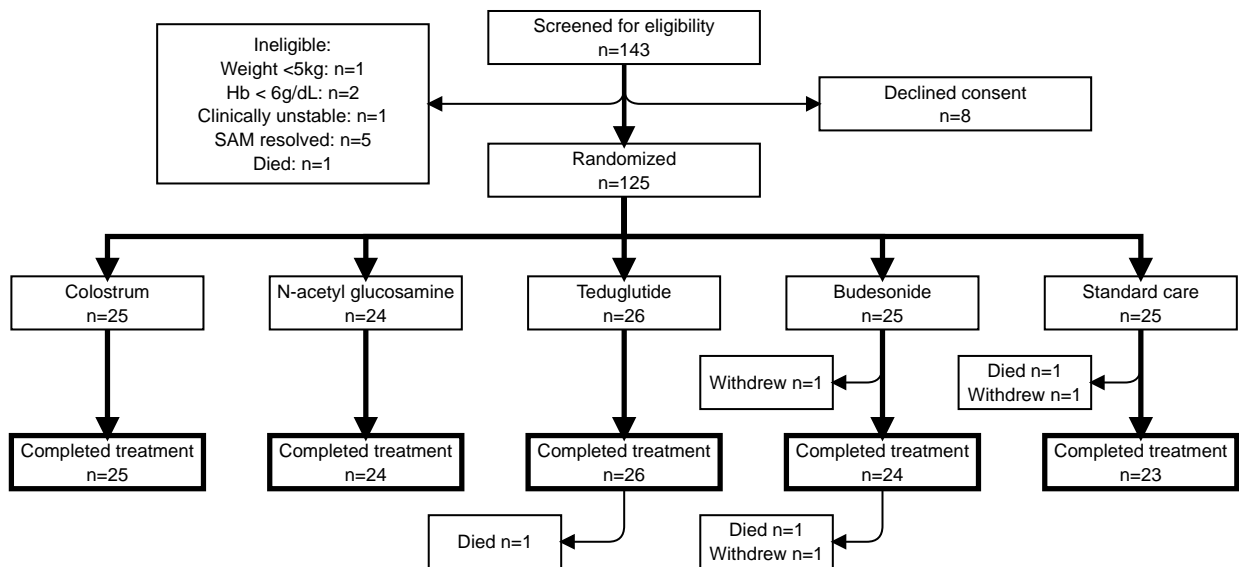 Screened for eligibility
n=143
Ineligible:
Weight <5kg: n=1
Hb < 6g/dL: n=2
Clinically unstable: n=1
SAM resolved: n=5
Died: n=1
Declined consent
n=8
Randomized
n=125
Colostrum
n=25
N-acetyl glucosamine
n=24
Teduglutide
n=26
Budesonide
n=25
Standard care
n=25
Withdrew n=1
Died n=1
Withdrew n=1
Completed treatment
n=25
Completed treatment
n=24
Completed treatment
n=26
Completed treatment
n=24
Completed treatment
n=23
Died n=1
Died n=1
Withdrew n=1